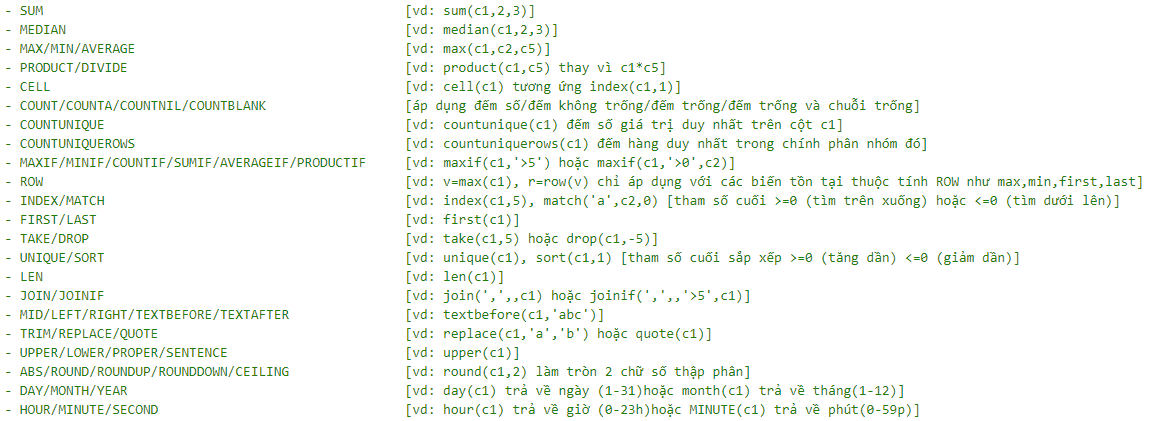 - SUM [vd: sum(c1,2,3)]
- MEDIAN [vd: median(c1,2,3)]
- MAX/MIN/AVERAGE [vd: max(c1,c2,c5)]
- PRODUCT/DIVIDE [vd: product(c1,c5) thay vì c1*c5]
- CELL [vd: cell(c1) tương ứng index(c1,1)]
- COUNT/COUNTA/COUNTNIL/COUNTBLANK [áp dụng đếm số/đếm không trống/đếm trống/đếm trống và chuỗi trống]
- COUNTUNIQUE [vd: countunique(c1) đếm số giá trị duy nhất trên cột c1]
- COUNTUNIQUEROWS [vd: countuniquerows(c1) đếm hàng duy nhất trong chính phân nhóm đó]
- MAXIF/MINIF/COUNTIF/SUMIF/AVERAGEIF/PRODUCTIF [vd: maxif(c1,'>5') hoặc maxif(c1,'>0',c2)]
- ROW [vd: v=max(c1), r=row(v) chỉ áp dụng với các biến tồn tại thuộc tính ROW như max,min,first,last]
- INDEX/MATCH [vd: index(c1,5), match('a',c2,0) [tham số cuối >=0 (tìm trên xuống) hoặc <=0 (tìm dưới lên)]
- FIRST/LAST [vd: first(c1)]
- TAKE/DROP [vd: take(c1,5) hoặc drop(c1,-5)]
- UNIQUE/SORT [vd: unique(c1), sort(c1,1) [tham số cuối sắp xếp >=0 (tăng dần) <=0 (giảm dần)]
- LEN [vd: len(c1)]
- JOIN/JOINIF [vd: join(',',,c1) hoặc joinif(',',,'>5',c1)]
- MID/LEFT/RIGHT/TEXTBEFORE/TEXTAFTER [vd: textbefore(c1,'abc')]
- TRIM/REPLACE/QUOTE [vd: replace(c1,'a','b') hoặc quote(c1)]
- UPPER/LOWER/PROPER/SENTENCE [vd: upper(c1)]
- ABS/ROUND/ROUNDUP/ROUNDDOWN/CEILING [vd: round(c1,2) làm tròn 2 chữ số thập phân]
- DAY/MONTH/YEAR [vd: day(c1) trả về ngày (1-31)hoặc month(c1) trả về tháng(1-12)]
- HOUR/MINUTE/SECOND [vd: hour(c1) trả về giờ (0-23h)hoặc MINUTE(c1) trả về phút(0-59p)]